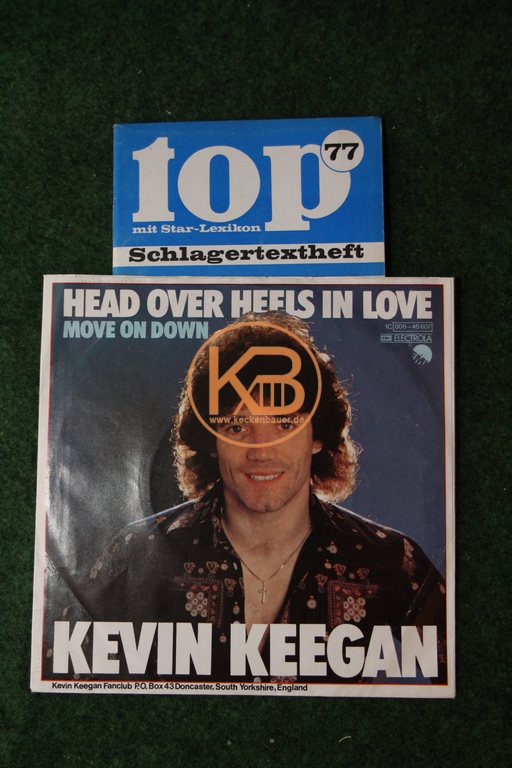 top
77
mit Star-Lexikon
Schlagertextheft
HEAD OVER HEELS IN LOVE
MOVE ON DOWN
1C 006-45 607
EMI ELECTROLA
KB
www.keckenbauer.de
KEVIN KEEGAN
Kevin Keegan Fanclub P.O. Box 43 Doncaster, South Yorkshire, England